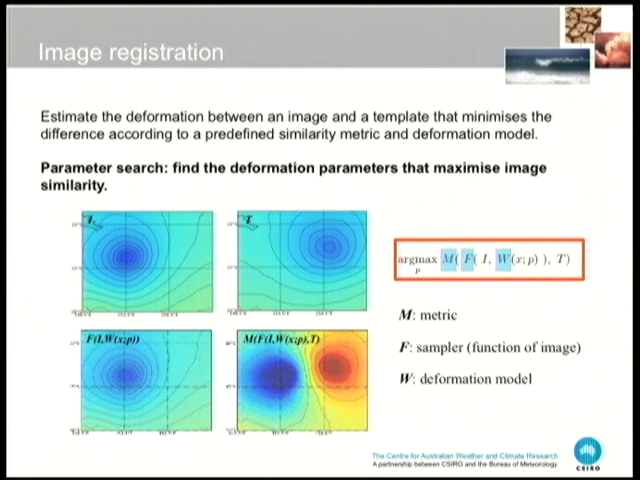 Image registration
Estimate the deformation between an image and a template that minimises the
difference according to a predefined similarity metric and deformation model.
Parameter search: find the deformation parameters that maximise image
similarity.
I
T
argmax M( F( I, W(x; p) ), T)
p
M: metric
F(I,W(x;p))
M(F(I,W(x;p),T)
F: sampler (function of image)
W: deformation model
The Centre for Australian Weather and Climate Research
A partnership between CSIRO and the Bureau of Meteorology
CSIRO